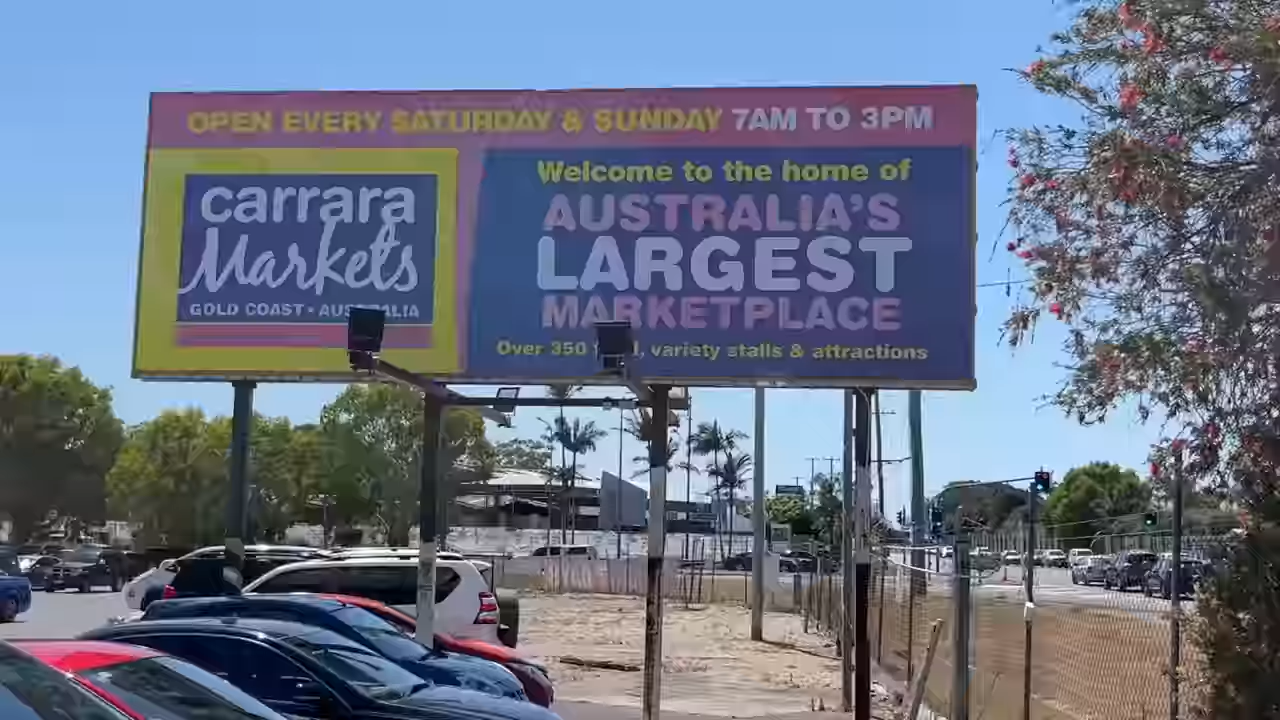 OPEN EVERY SATURDAY & SUNDAY 7AM TO 3PM
carrara
Markets
GOLD COAST • AUSTRALIA
Welcome to the home of
AUSTRALIA'S
LARGEST
MARKETPLACE
Over 350 , variety stalls & attractions